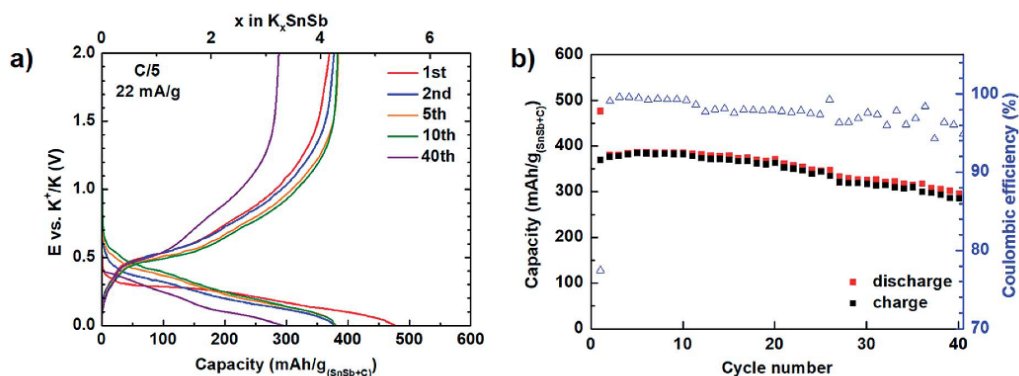 a)
x in KₓSnSb
0 2 4 6
2.0
1.5
1.0
0.5
0.0
E vs. K⁺/K (V)
C/5
22 mA/g
1st
2nd
5th
10th
40th
0 100 200 300 400 500 600
Capacity (mAh/g(SnSb+C))
b)
600
500
400
300
200
100
0
Capacity (mAh/g(SnSb+C))
100
90
80
70
Coulombic efficiency (%)
discharge
charge
0 10 20 30 40
Cycle number